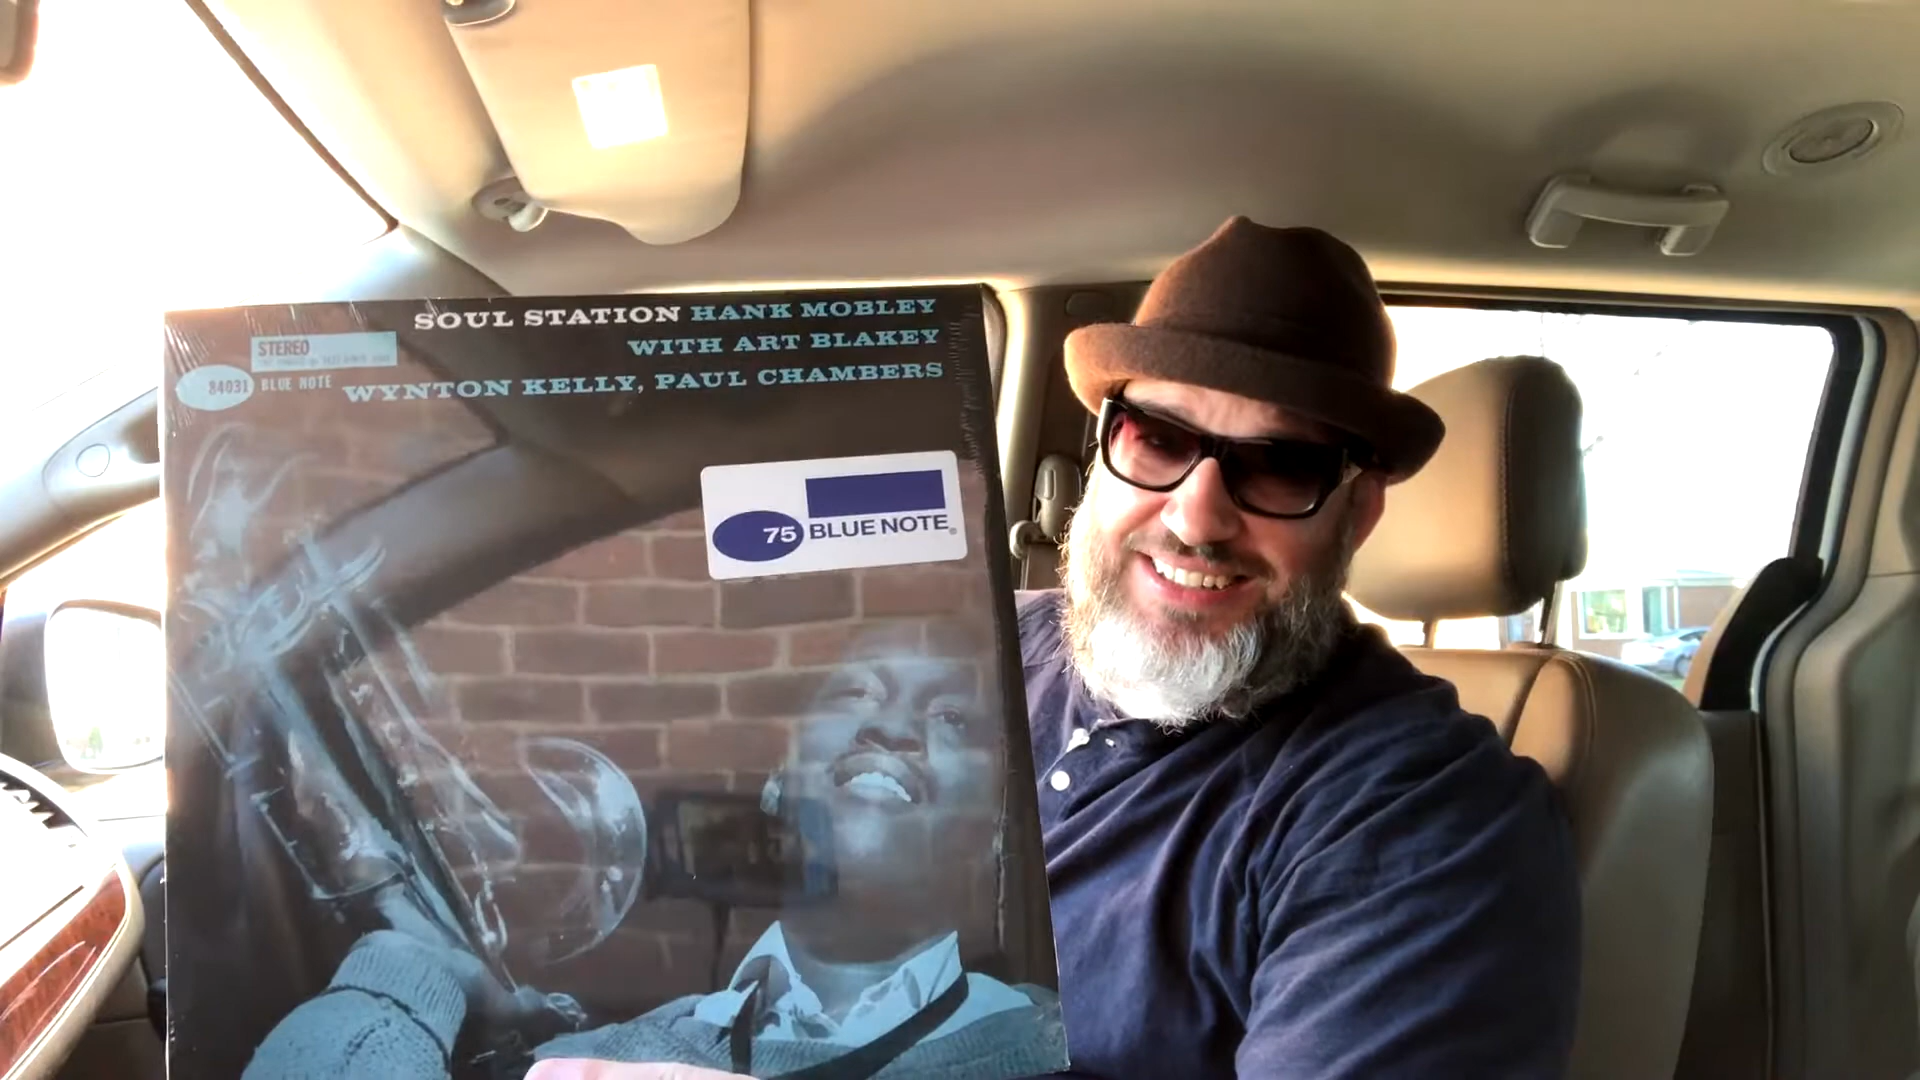 SOUL STATION HANK MOBLEY
WITH ART BLAKEY
WYNTON KELLY, PAUL CHAMBERS
STEREO
84031 BLUE NOTE
75 BLUE NOTE®